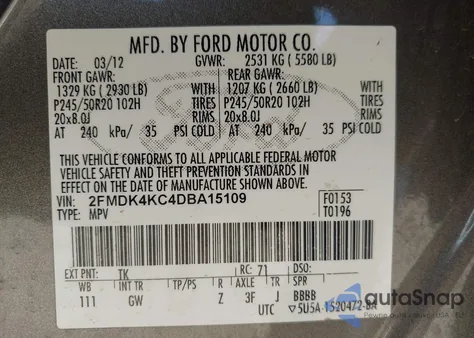 MFD. BY FORD MOTOR CO.
DATE: 03/12 GVWR: 2531 KG ( 5580 LB)
FRONT GAWR: REAR GAWR:
1329 KG ( 2930 LB) WITH 1207 KG ( 2660 LB) WITH
P245/50R20 102H TIRES P245/50R20 102H TIRES
20x8.0J RIMS 20x8.0J RIMS
AT 240 kPa/ 35 PSI COLD AT 240 kPa/ 35 PSI COLD
THIS VEHICLE CONFORMS TO ALL APPLICABLE FEDERAL MOTOR
VEHICLE SAFETY AND THEFT PREVENTION STANDARDS IN
EFFECT ON THE DATE OF MANUFACTURE SHOWN ABOVE.
VIN: 2FMDK4KC4DBA15109 F0153
TYPE: MPV T0196
EXT PNT: TK RC: 71 DSO:
WB INT TR TP/PS R AXLE TR SPR
111 GW Z 3F J BBBB
UTC 5U5A-1520472-BA
autoSnap